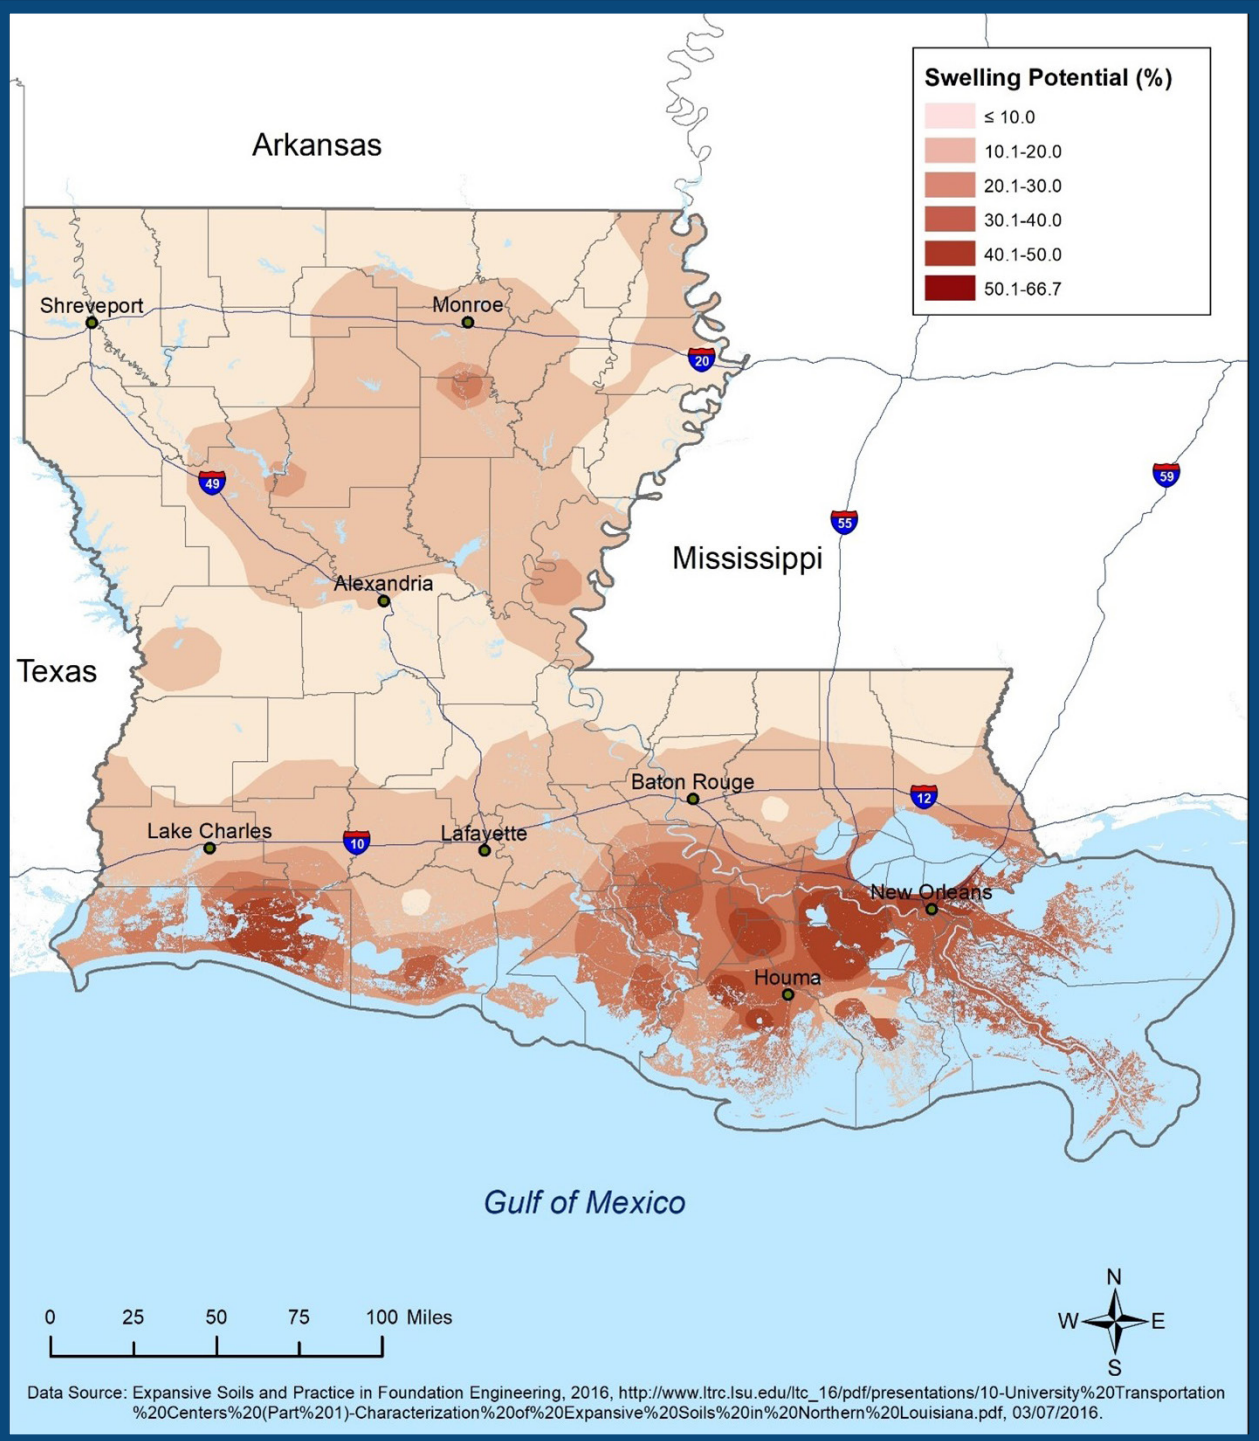 Swelling Potential (%)
≤ 10.0
10.1-20.0
20.1-30.0
30.1-40.0
40.1-50.0
50.1-66.7
Arkansas
Shreveport
Monroe
20
49
59
55
Mississippi
Alexandria
Texas
Baton Rouge
12
Lake Charles
10
Lafayette
New Orleans
Houma
Gulf of Mexico
N
W E
S
0 25 50 75 100 Miles
Data Source: Expansive Soils and Practice in Foundation Engineering, 2016, http://www.ltrc.lsu.edu/ltc_16/pdf/presentations/10-University%20Transportation
%20Centers%20(Part%201)-Characterization%20of%20Expansive%20Soils%20in%20Northern%20Louisiana.pdf, 03/07/2016.